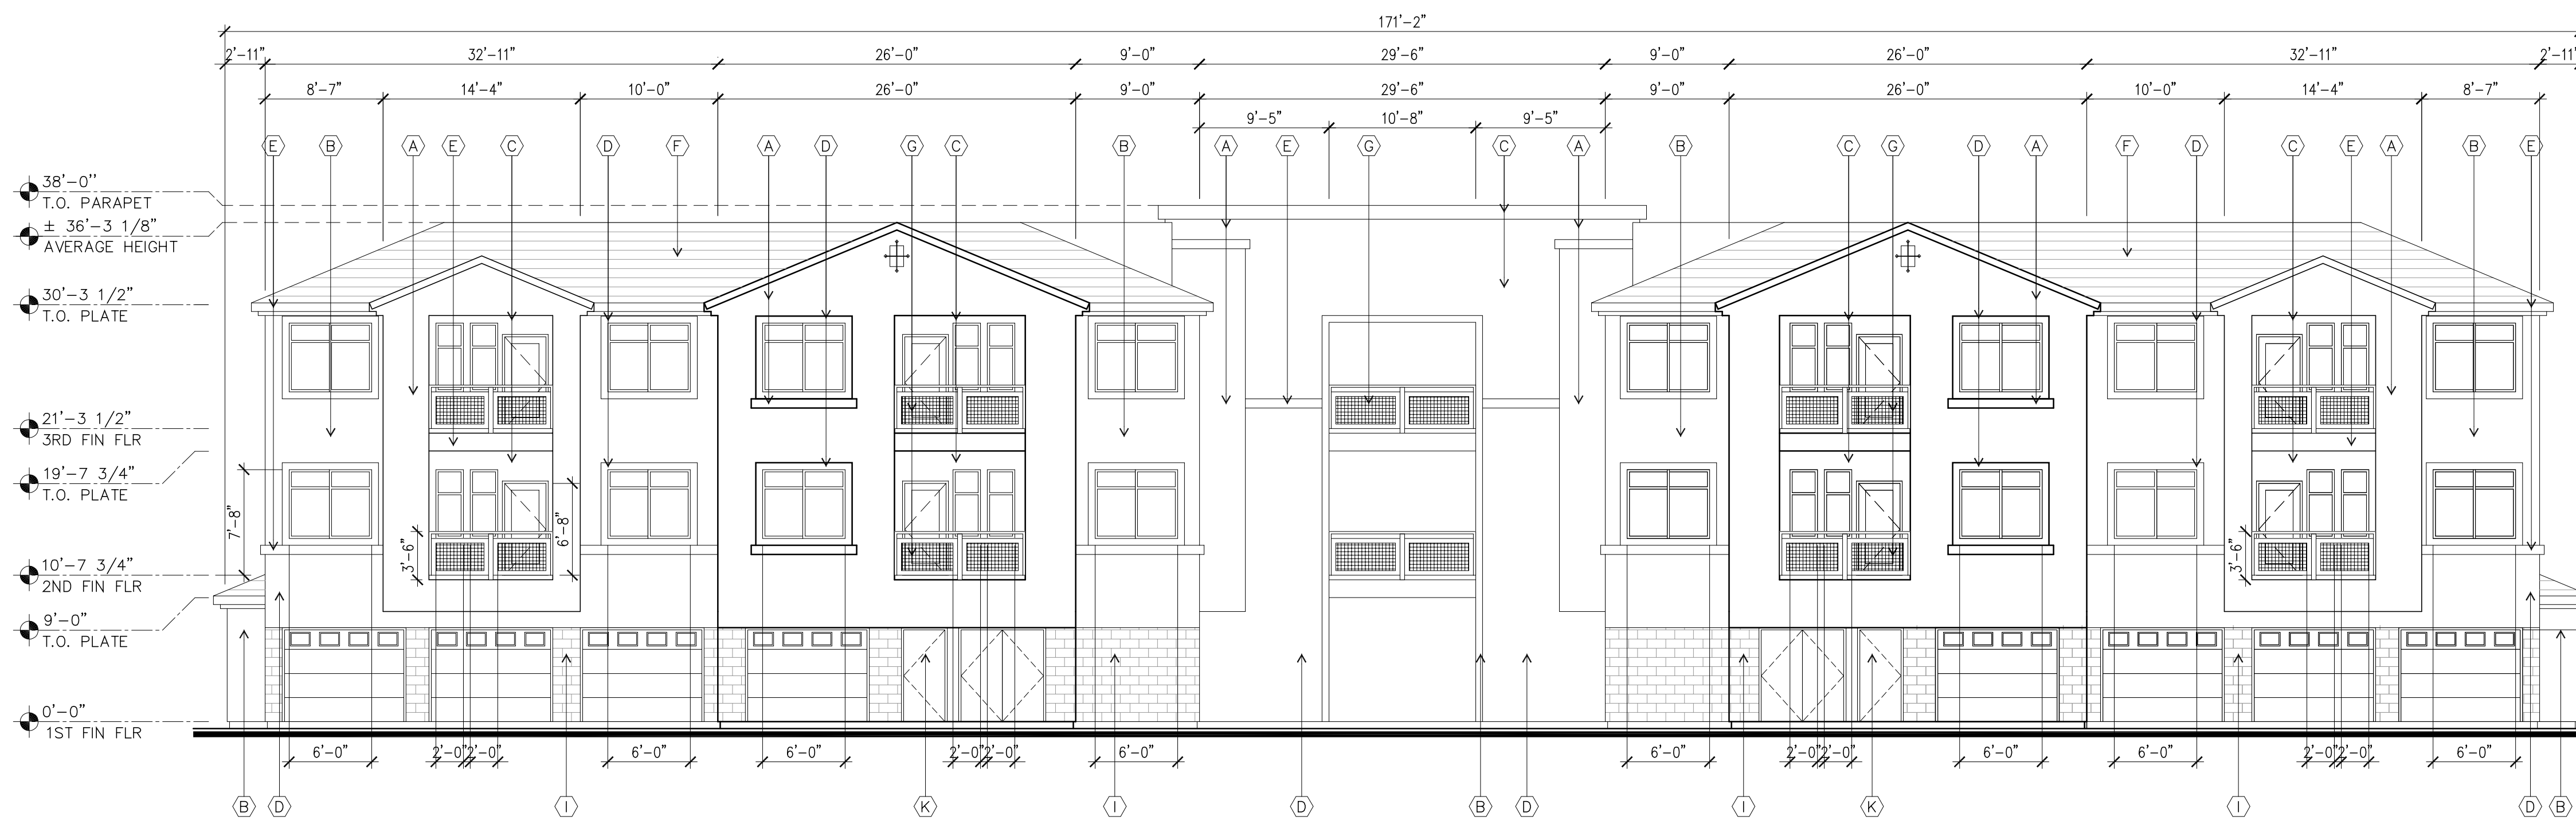 171'-2"
2'-11" 32'-11" 26'-0" 9'-0" 29'-6" 9'-0" 26'-0" 32'-11" 2'-11"
8'-7" 14'-4" 10'-0" 26'-0" 9'-0" 29'-6" 9'-0" 26'-0" 10'-0" 14'-4" 8'-7"
9'-5" 10'-8" 9'-5"
E B A E C D F A D G C B A E G C A B C G D A F D C E A B E
38'-0''
T.O. PARAPET
± 36'-3 1/8"
AVERAGE HEIGHT
30'-3 1/2"
T.O. PLATE
21'-3 1/2"
3RD FIN FLR
19'-7 3/4"
T.O. PLATE
7'-8" 3'-6" 6'-8" 3'-6"
10'-7 3/4"
2ND FIN FLR
9'-0"
T.O. PLATE
0'-0"
1ST FIN FLR
6'-0" 2'-0" 2'-0" 6'-0" 6'-0" 2'-0" 2'-0" 6'-0" 6'-0" 2'-0" 2'-0" 6'-0" 6'-0" 2'-0" 2'-0" 6'-0"
B D I K I D B D I K I D B